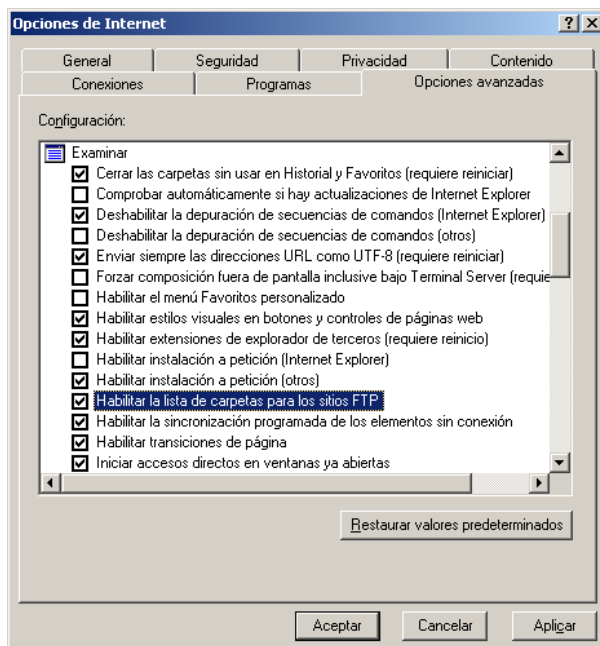 Opciones de Internet
General Seguridad Privacidad Contenido
Conexiones Programas Opciones avanzadas
Configuración:
Examinar
Cerrar las carpetas sin usar en Historial y Favoritos (requiere reiniciar)
Comprobar automáticamente si hay actualizaciones de Internet Explorer
Deshabilitar la depuración de secuencias de comandos (Internet Explorer)
Deshabilitar la depuración de secuencias de comandos (otros)
Enviar siempre las direcciones URL como UTF-8 (requiere reiniciar)
Forzar composición fuera de pantalla inclusive bajo Terminal Server (requie
Habilitar el menú Favoritos personalizado
Habilitar estilos visuales en botones y controles de páginas web
Habilitar extensiones de explorador de terceros (requiere reinicio)
Habilitar instalación a petición (Internet Explorer)
Habilitar instalación a petición (otros)
Habilitar la lista de carpetas para los sitios FTP
Habilitar la sincronización programada de los elementos sin conexión
Habilitar transiciones de página
Iniciar accesos directos en ventanas ya abiertas
Restaurar valores predeterminados
Aceptar Cancelar Aplicar